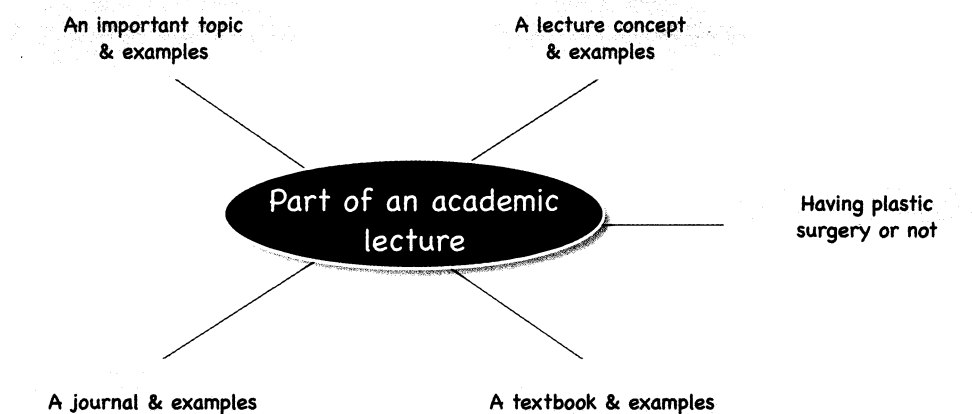 An important topic
& examples
A lecture concept
& examples
Part of an academic
lecture
Having plastic
surgery or not
A journal & examples
A textbook & examples